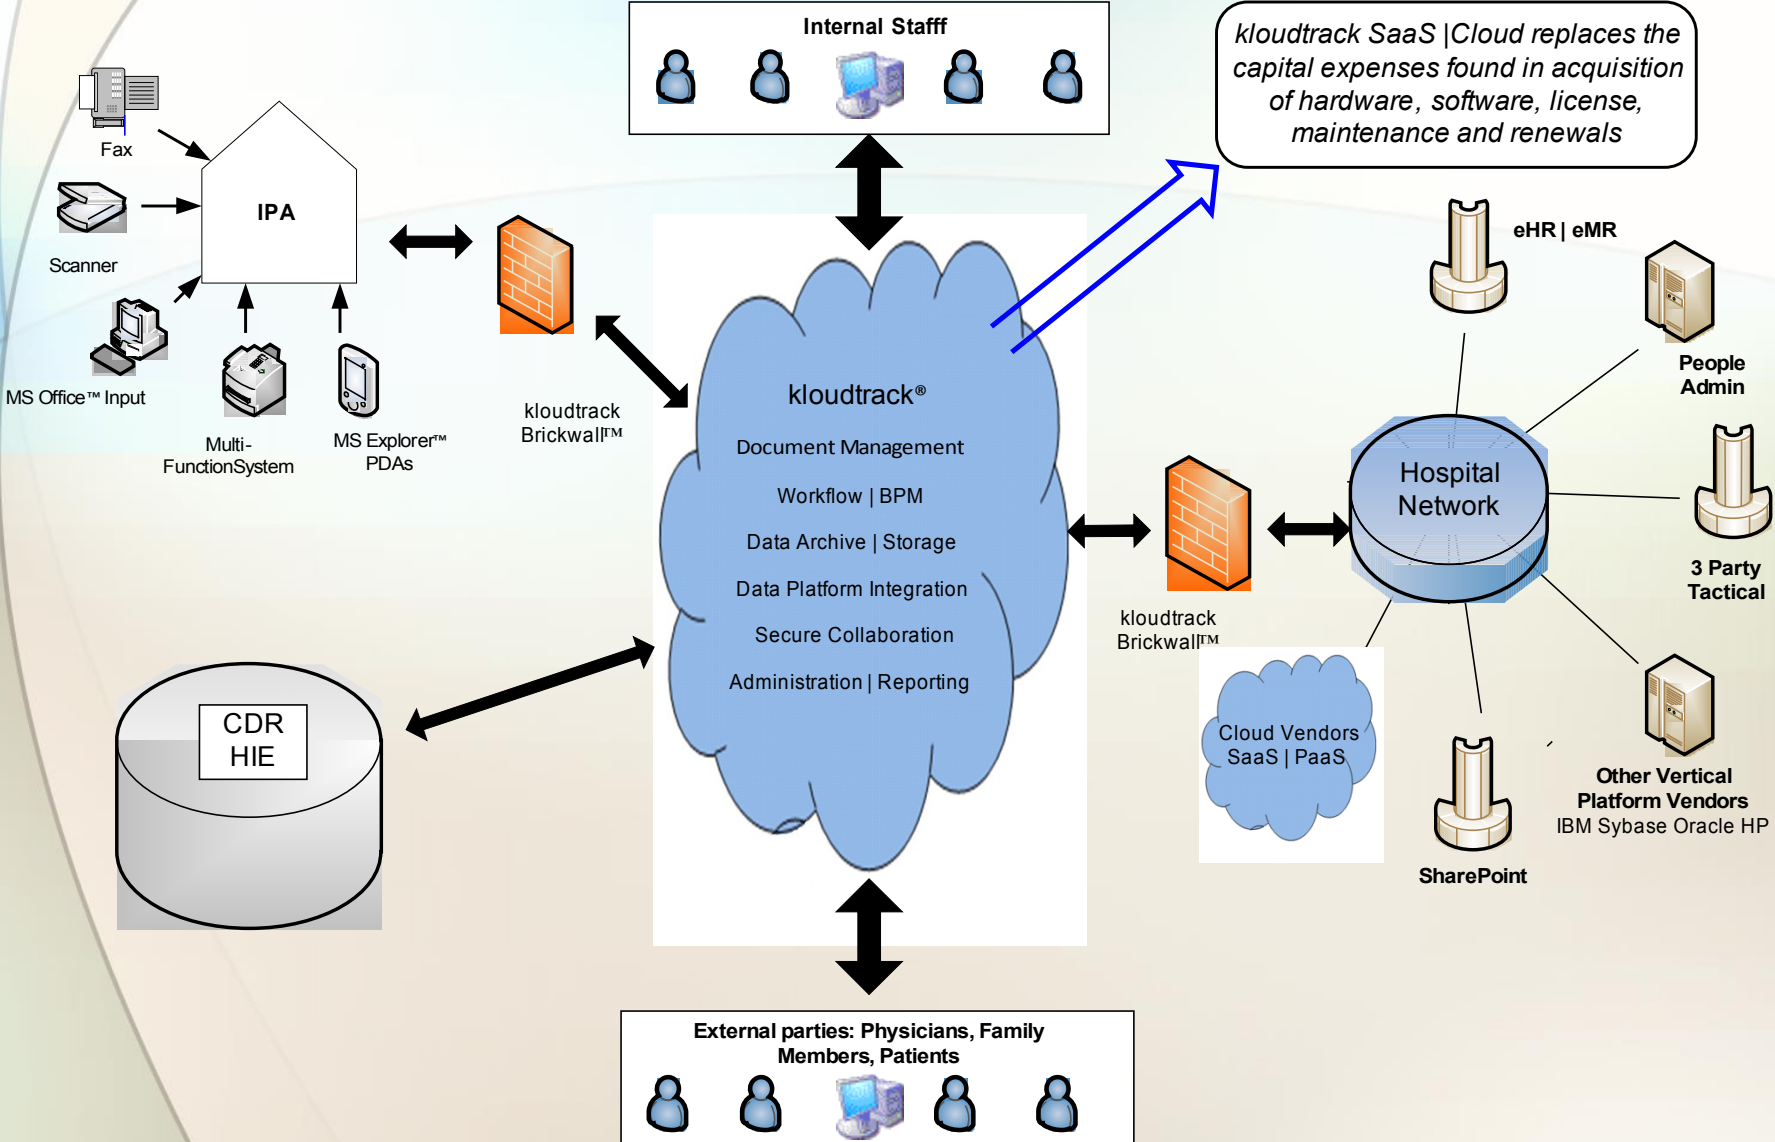 Internal Stafff
kloudtrack SaaS |Cloud replaces the
capital expenses found in acquisition
of hardware, software, license,
maintenance and renewals
Fax
IPA
Scanner
MS Office™ Input
Multi-
FunctionSystem
MS Explorer™
PDAs
kloudtrack
Brickwall™
kloudtrack®
Document Management
Workflow | BPM
Data Archive | Storage
Data Platform Integration
Secure Collaboration
Administration | Reporting
CDR
HIE
kloudtrack
Brickwall™
Hospital
Network
eHR | eMR
People
Admin
3 Party
Tactical
Other Vertical
Platform Vendors
IBM Sybase Oracle HP
SharePoint
Cloud Vendors
SaaS | PaaS
External parties: Physicians, Family
Members, Patients